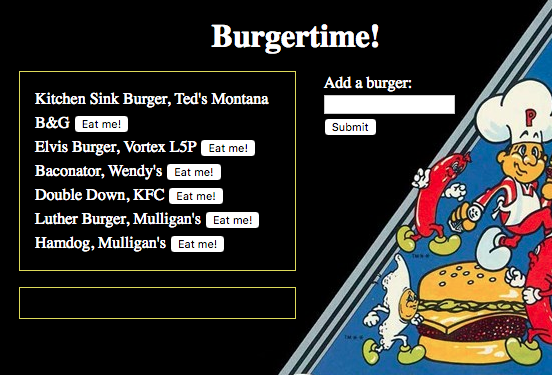 Burgertime!
Kitchen Sink Burger, Ted's Montana
B&G Eat me!
Elvis Burger, Vortex L5P Eat me!
Baconator, Wendy's Eat me!
Double Down, KFC Eat me!
Luther Burger, Mulligan's Eat me!
Hamdog, Mulligan's Eat me!
Add a burger:
Submit
P